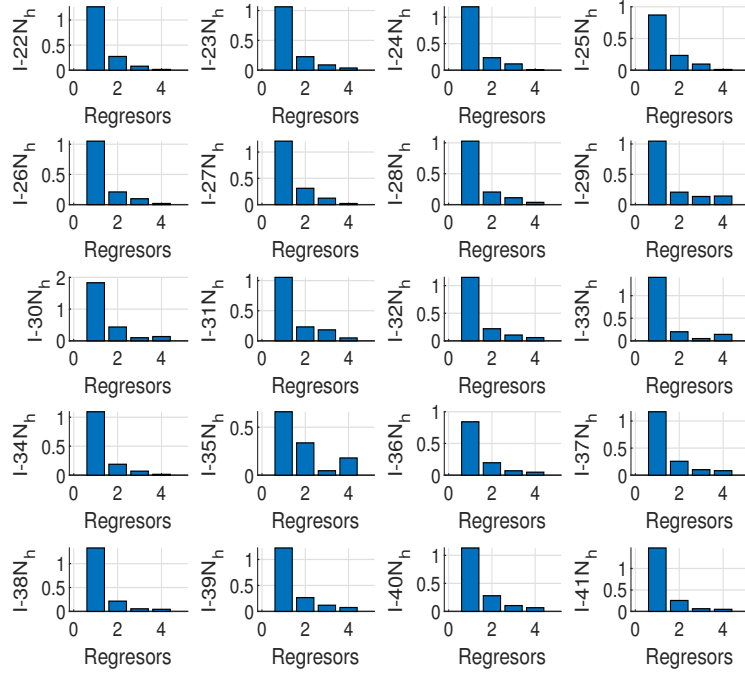 I-22N_h
1
0.5
0
0 2 4
Regresors
I-23N_h
1
0.5
0
0 2 4
Regresors
I-24N_h
1
0.5
0
0 2 4
Regresors
I-25N_h
1
0.5
0
0 2 4
Regresors
I-26N_h
1
0.5
0
0 2 4
Regresors
I-27N_h
1
0.5
0
0 2 4
Regresors
I-28N_h
1
0.5
0
0 2 4
Regresors
I-29N_h
1
0.5
0
0 2 4
Regresors
I-30N_h
2
1
0
0 2 4
Regresors
I-31N_h
1
0.5
0
0 2 4
Regresors
I-32N_h
1
0.5
0
0 2 4
Regresors
I-33N_h
1
0.5
0
0 2 4
Regresors
I-34N_h
1
0.5
0
0 2 4
Regresors
I-35N_h
0.5
0
0 2 4
Regresors
I-36N_h
1
0.5
0
0 2 4
Regresors
I-37N_h
1
0.5
0
0 2 4
Regresors
I-38N_h
1
0.5
0
0 2 4
Regresors
I-39N_h
1
0.5
0
0 2 4
Regresors
I-40N_h
1
0.5
0
0 2 4
Regresors
I-41N_h
1
0.5
0
0 2 4
Regresors